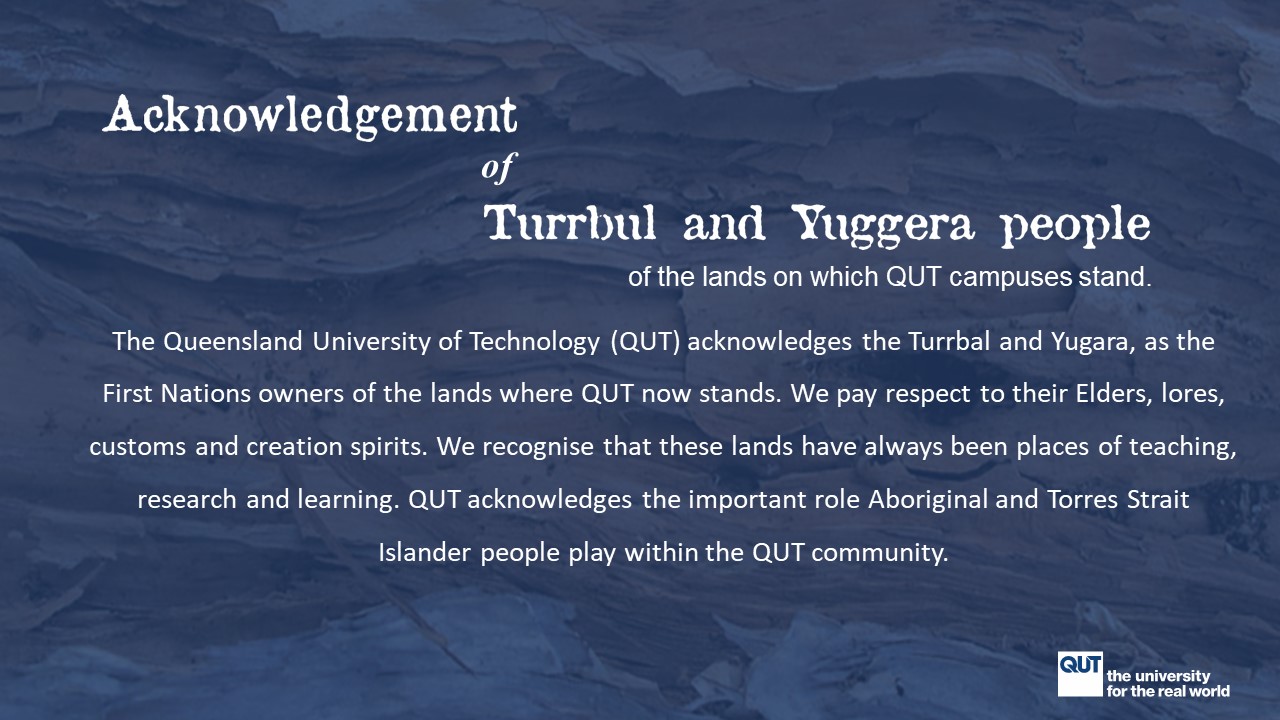 Acknowledgement
of
Turrbul and Yuggera people
of the lands on which QUT campuses stand.
The Queensland University of Technology (QUT) acknowledges the Turrbal and Yugara, as the
First Nations owners of the lands where QUT now stands. We pay respect to their Elders, lores,
customs and creation spirits. We recognise that these lands have always been places of teaching,
research and learning. QUT acknowledges the important role Aboriginal and Torres Strait
Islander people play within the QUT community.
QUT
the university
for the real world